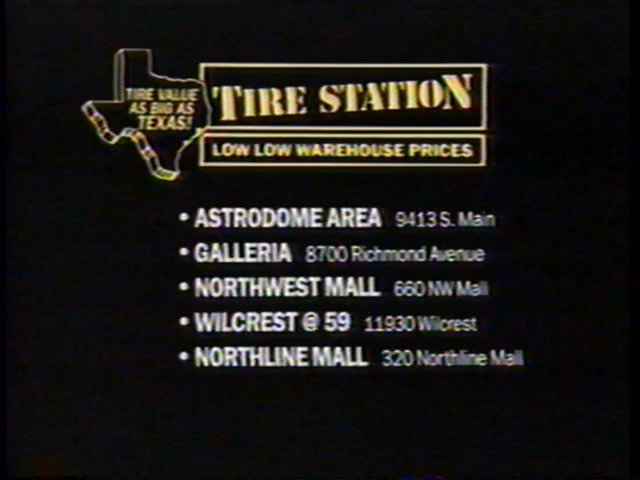 TIRE VALUE
AS BIG AS
TEXAS!
TIRE STATION
LOW LOW WAREHOUSE PRICES
• ASTRODOME AREA 9413 S. Main
• GALLERIA 8700 Richmond Avenue
• NORTHWEST MALL 660 NW Mall
• WILCREST @ 59 11930 Wilcrest
• NORTHLINE MALL 320 Northline Mall